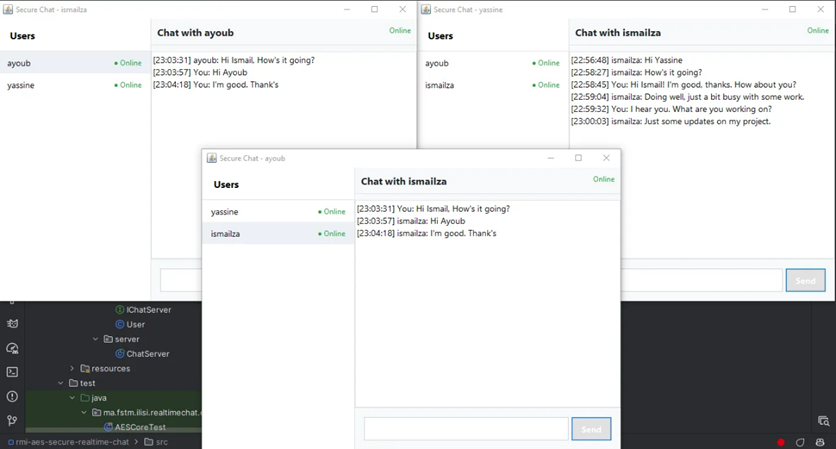 Secure Chat - ismailza
Users
ayoub
Online
yassine
Online
Chat with ayoub
Online
[23:03:31] ayoub: Hi Ismail, How's it going?
[23:03:57] You: Hi Ayoub
[23:04:18] You: I'm good. Thank's
Secure Chat - yassine
Users
ayoub
Online
ismailza
Online
Chat with ismailza
Online
[22:56:48] ismailza: Hi Yassine
[22:58:27] ismailza: How's it going?
[22:58:45] You: Hi Ismail! I'm good, thanks. How about you?
[22:59:04] ismailza: Doing well, just a bit busy with some work.
[22:59:32] You: I hear you. What are you working on?
[23:00:03] ismailza: Just some updates on my project.
Send
Secure Chat - ayoub
Users
yassine
Online
ismailza
Online
Chat with ismailza
Online
[23:03:31] You: Hi Ismail, How's it going?
[23:03:57] ismailza: Hi Ayoub
[23:04:18] ismailza: I'm good. Thank's
Send
IChatServer
User
server
ChatServer
resources
test
java
ma.fstm.ilisi.realtimechat.
AESCoreTest
rmi-aes-secure-realtime-chat > src